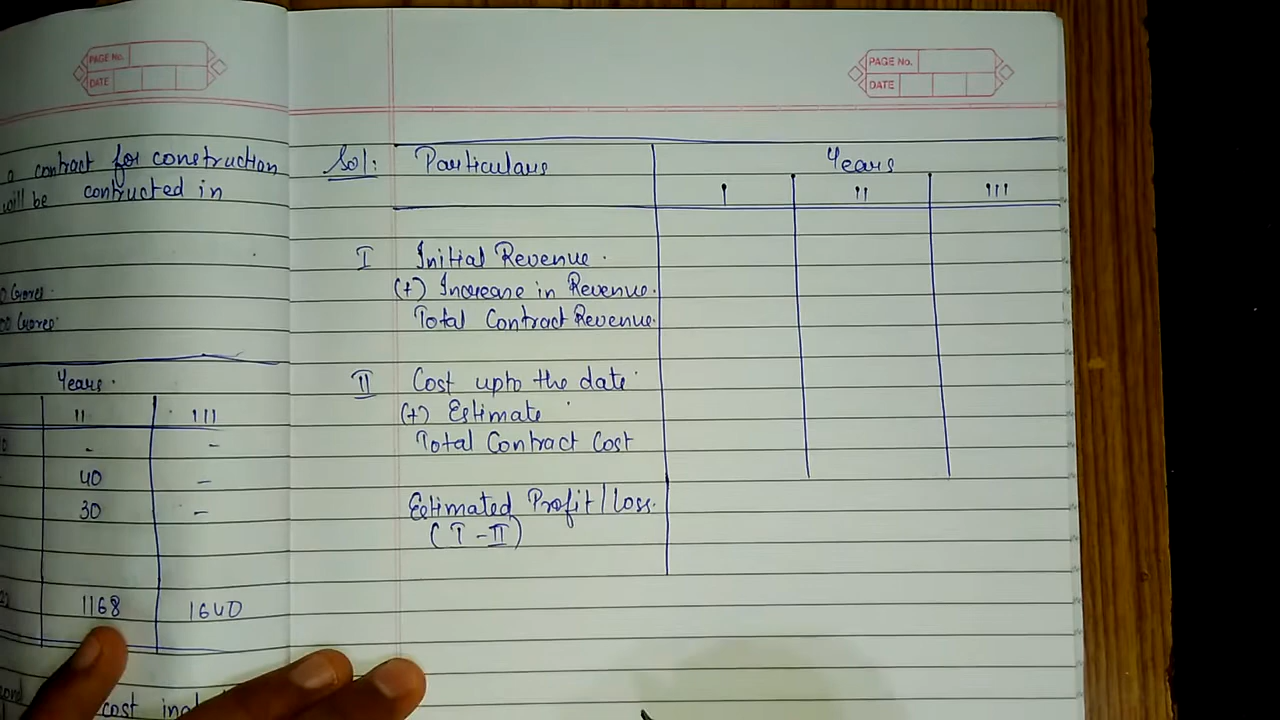 PAGE No.
DATE
a contract for construction
will be contructed in
Crores.
00 Crores.
Years.
II III
- -
40 -
30 -
1168 1640
cost
PAGE No.
DATE
Sol: Particulars Years
I II III
I Initial Revenue.
(+) Increase in Revenue.
Total Contract Revenue.
II Cost upto the date
(+) Estimate
Total Contract Cost
Estimated Profit/Loss.
(I - II)